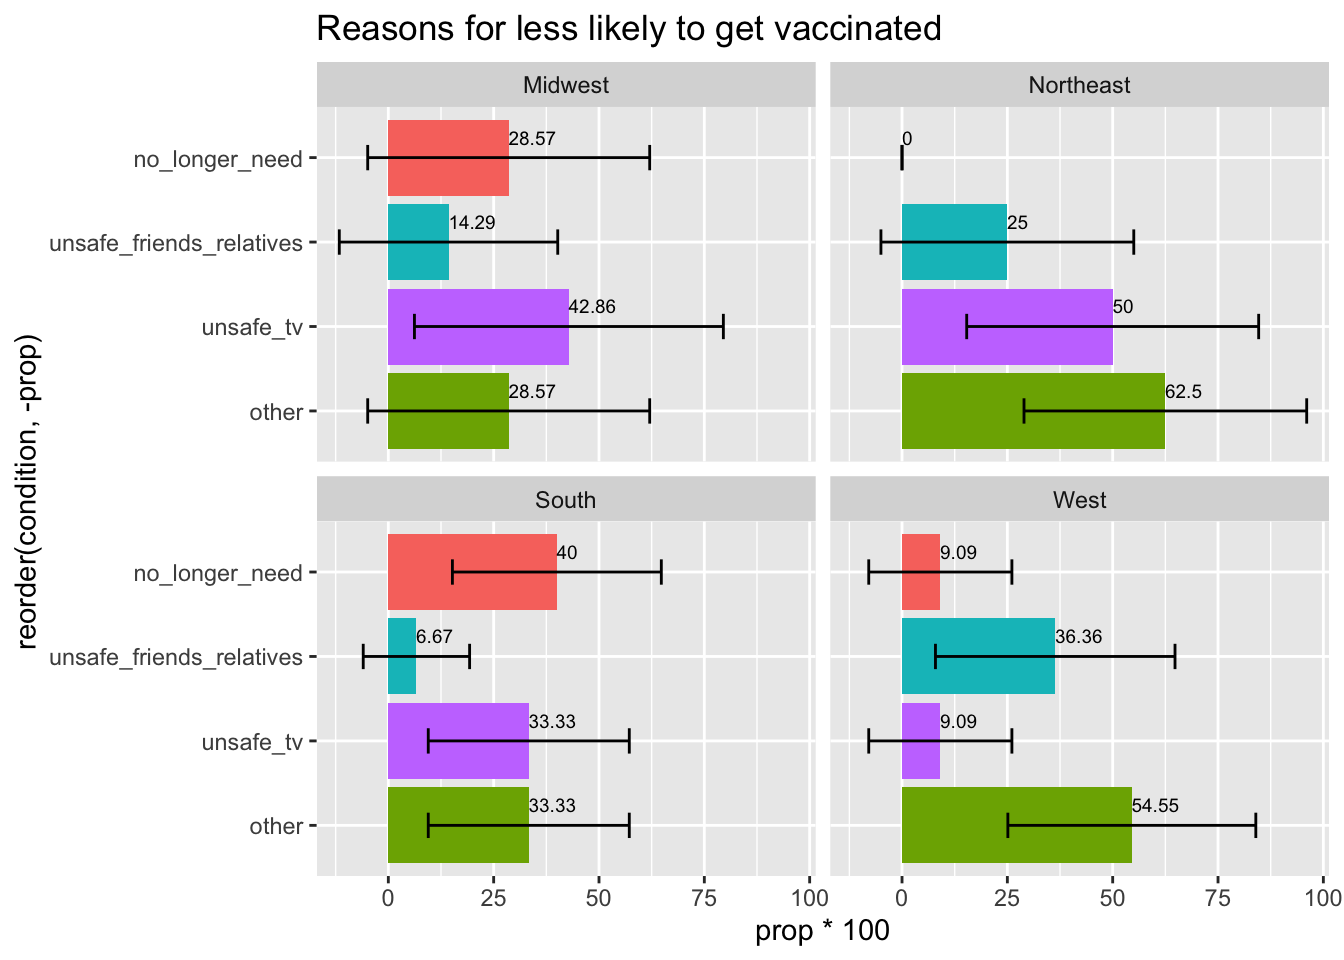 Reasons for less likely to get vaccinated
Midwest
Northeast
no_longer_need
28.57
0
unsafe_friends_relatives
14.29
25
unsafe_tv
42.86
50
other
28.57
62.5
South
West
no_longer_need
40
9.09
unsafe_friends_relatives
6.67
36.36
unsafe_tv
33.33
9.09
other
33.33
54.55
0 25 50 75 100
0 25 50 75 100
prop * 100
reorder(condition, -prop)